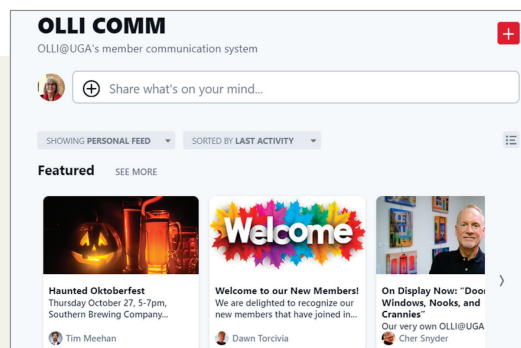 OLLI COMM
OLLI@UGA's member communication system
Share what's on your mind...
SHOWING PERSONAL FEED
SORTED BY LAST ACTIVITY
Featured
SEE MORE
Welcome
Haunted Oktoberfest
Thursday October 27, 5-7pm,
Southern Brewing Company...
Tim Meehan
Welcome to our New Members!
We are delighted to recognize our
new members that have joined in...
Dawn Torcivia
On Display Now: "Door
Windows, Nooks, and
Crannies"
Our very own OLLI@UGA
Cher Snyder